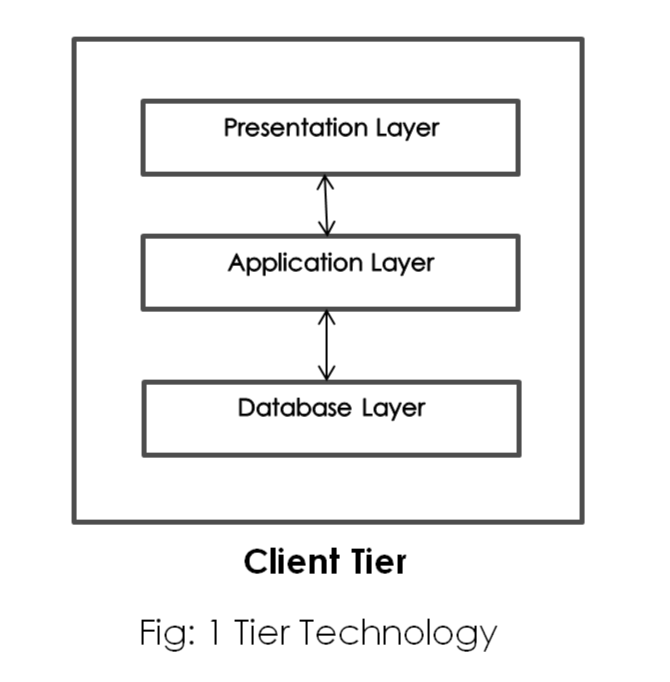 Presentation Layer
Application Layer
Database Layer
Client Tier
Fig: 1 Tier Technology